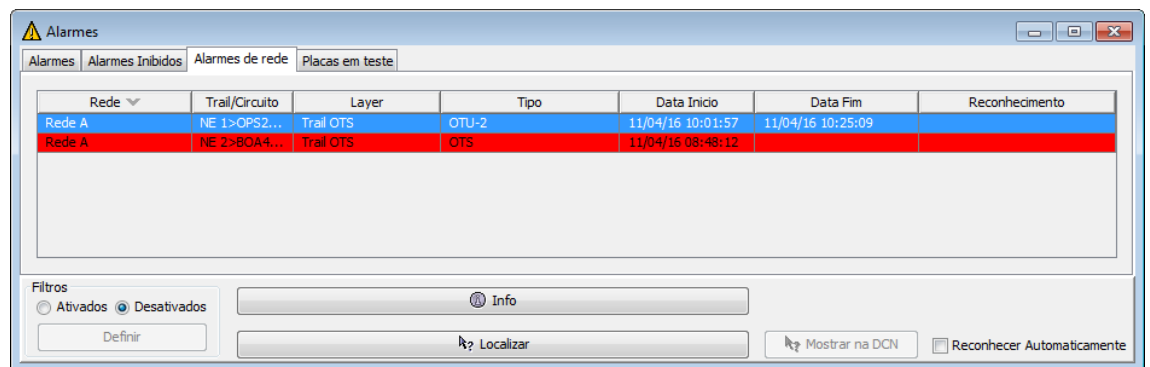 Alarmes
Alarmes Alarmes Inibidos Alarmes de rede Placas em teste
Rede Trail/Circuito Layer Tipo Data Inicio Data Fim Reconhecimento
Rede A NE 1>OPS2... Trail OTS OTU-2 11/04/16 10:01:57 11/04/16 10:25:09
Rede A NE 2>BOA4... Trail OTS OTS 11/04/16 08:48:12
Filtros
Ativados Desativados Info
Definir Localizar Mostrar na DCN Reconhecer Automaticamente